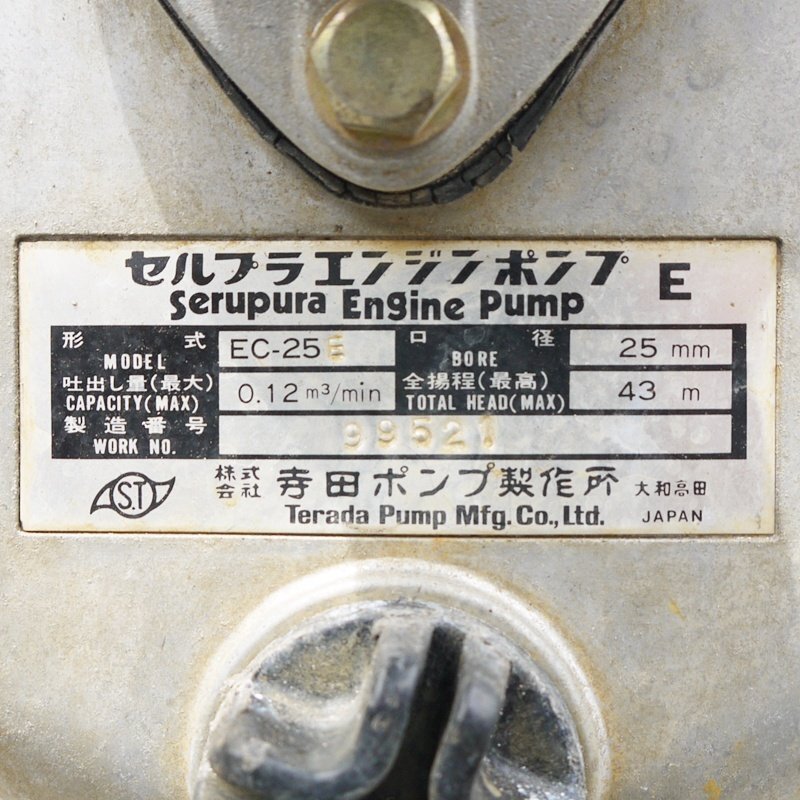 セルプラエンジンポンプ E
Serupura Engine Pump
形式 EC-25E 口径 25 mm
MODEL BORE
吐出し量(最大) 0.12 m³/min 全揚程(最高) 43 m
CAPACITY(MAX) TOTAL HEAD(MAX)
製造番号 99521
WORK NO.
S.T 株式会社 寺田ポンプ製作所 大和高田
Terada Pump Mfg. Co., Ltd. JAPAN